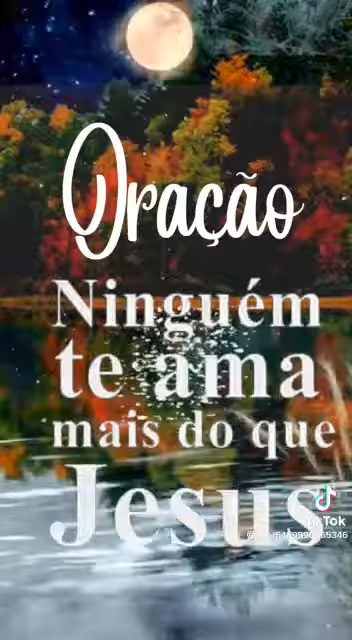 Oração
Ninguém
te ama
mais do que
Jesus
TikTok